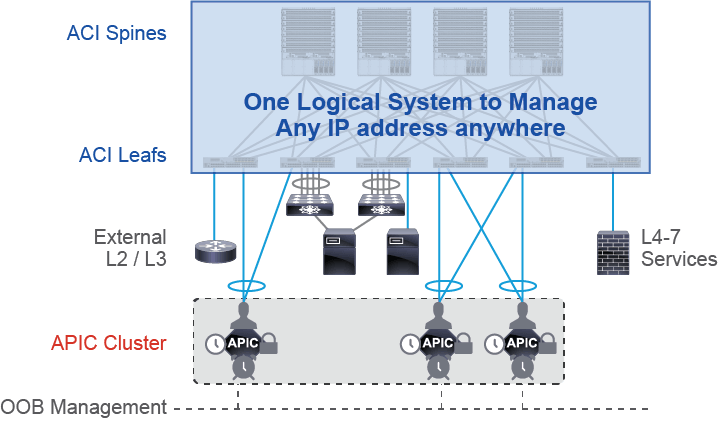 ACI Spines
One Logical System to Manage
Any IP address anywhere
ACI Leafs
External
L2 / L3
L4-7
Services
APIC Cluster
APIC
APIC
APIC
OOB Management